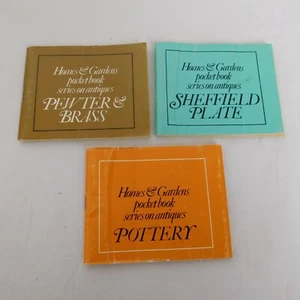 Homes & Gardens
pocket book
series on antiques
PEWTER &
BRASS
Homes & Gardens
pocket book
series on antiques
SHEFFIELD
PLATE
Homes & Gardens
pocket book
series on antiques
POTTERY